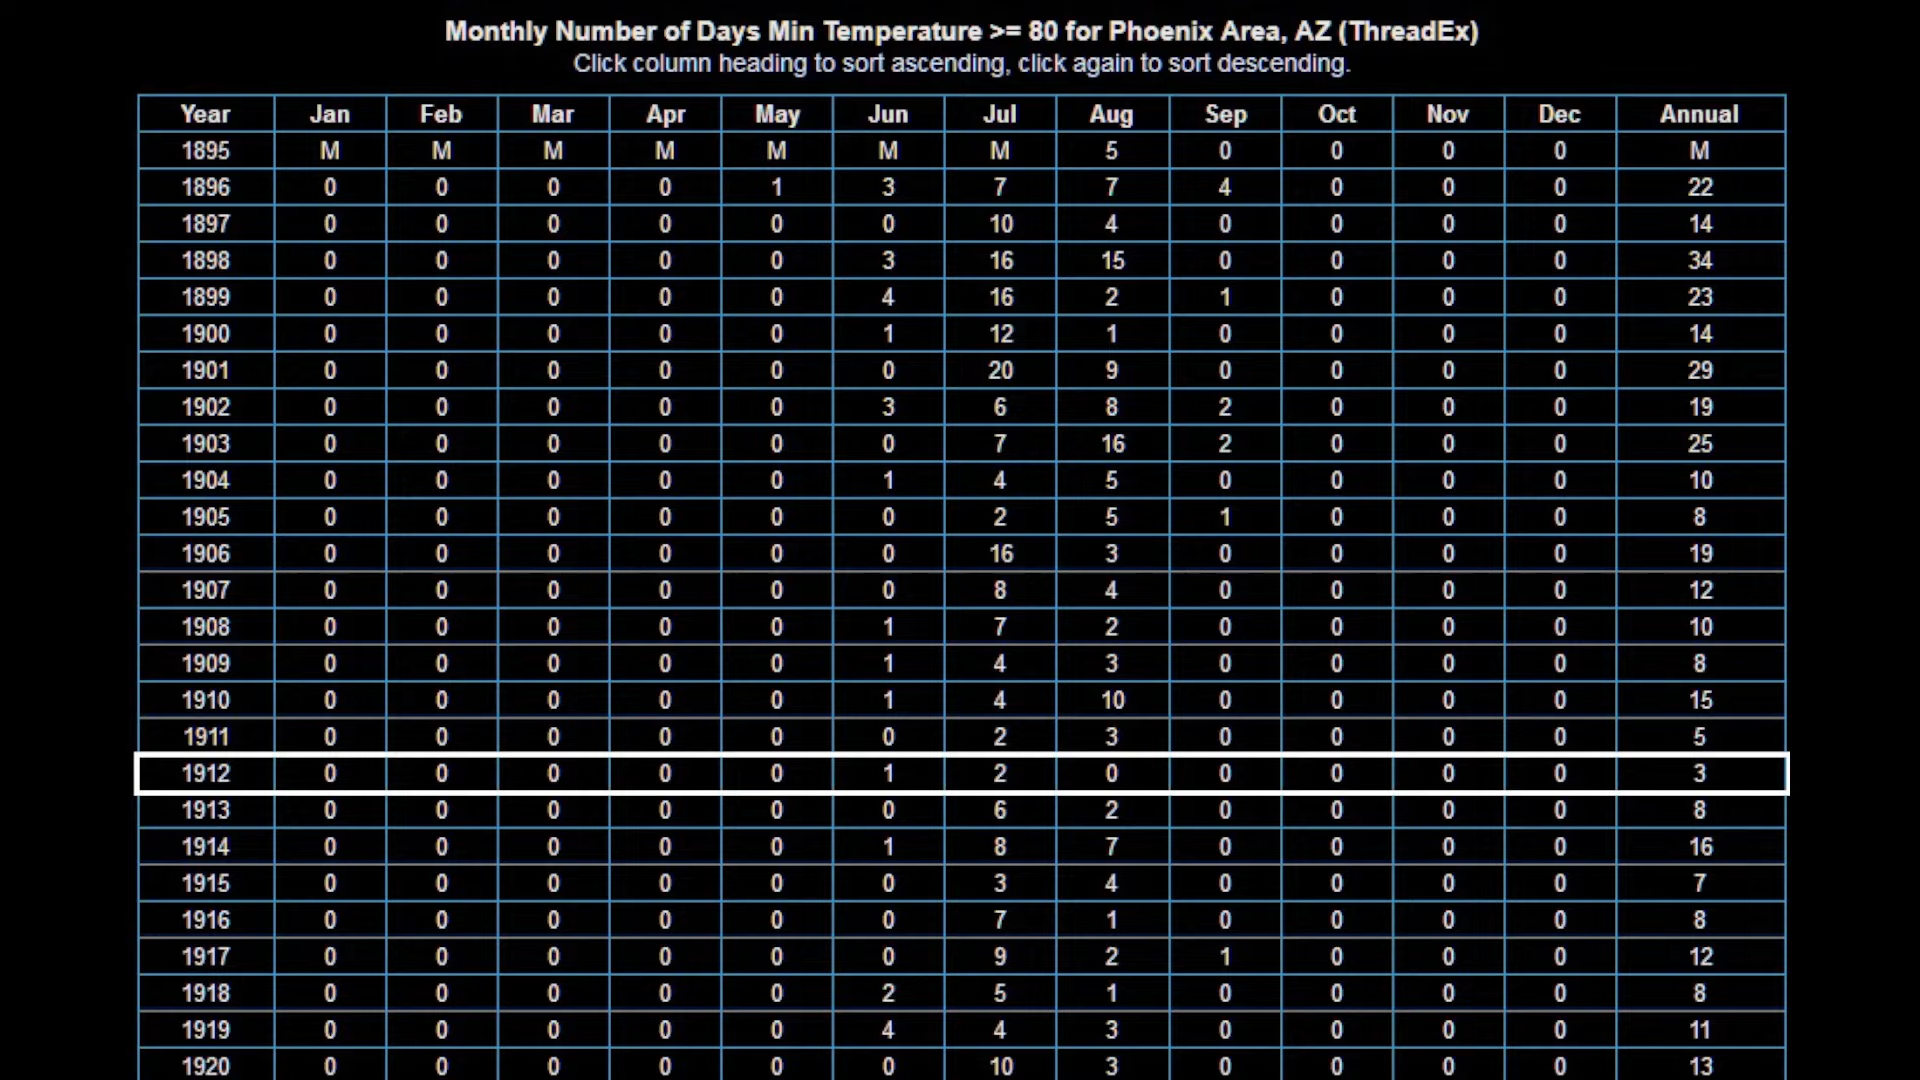 Monthly Number of Days Min Temperature >= 80 for Phoenix Area, AZ (ThreadEx)
Click column heading to sort ascending, click again to sort descending.
Year Jan Feb Mar Apr May Jun Jul Aug Sep Oct Nov Dec Annual
1895 M M M M M M M 5 0 0 0 0 M
1896 0 0 0 0 1 3 7 7 4 0 0 0 22
1897 0 0 0 0 0 0 10 4 0 0 0 0 14
1898 0 0 0 0 0 3 16 15 0 0 0 0 34
1899 0 0 0 0 0 4 16 2 1 0 0 0 23
1900 0 0 0 0 0 1 12 1 0 0 0 0 14
1901 0 0 0 0 0 0 20 9 0 0 0 0 29
1902 0 0 0 0 0 3 6 8 2 0 0 0 19
1903 0 0 0 0 0 0 7 16 2 0 0 0 25
1904 0 0 0 0 0 1 4 5 0 0 0 0 10
1905 0 0 0 0 0 0 2 5 1 0 0 0 8
1906 0 0 0 0 0 0 16 3 0 0 0 0 19
1907 0 0 0 0 0 0 8 4 0 0 0 0 12
1908 0 0 0 0 0 1 7 2 0 0 0 0 10
1909 0 0 0 0 0 1 4 3 0 0 0 0 8
1910 0 0 0 0 0 1 4 10 0 0 0 0 15
1911 0 0 0 0 0 0 2 3 0 0 0 0 5
1912 0 0 0 0 0 1 2 0 0 0 0 0 3
1913 0 0 0 0 0 0 6 2 0 0 0 0 8
1914 0 0 0 0 0 1 8 7 0 0 0 0 16
1915 0 0 0 0 0 0 3 4 0 0 0 0 7
1916 0 0 0 0 0 0 7 1 0 0 0 0 8
1917 0 0 0 0 0 0 9 2 1 0 0 0 12
1918 0 0 0 0 0 2 5 1 0 0 0 0 8
1919 0 0 0 0 0 4 4 3 0 0 0 0 11
1920 0 0 0 0 0 0 10 3 0 0 0 0 13